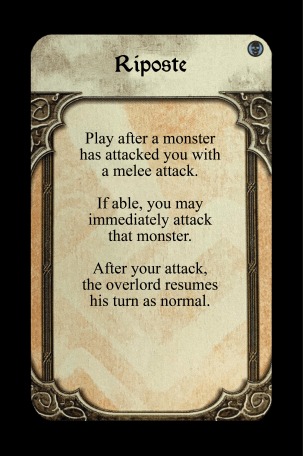 Riposte
Play after a monster
has attacked you with
a melee attack.
If able, you may
immediately attack
that monster.
After your attack,
the overlord resumes
his turn as normal.